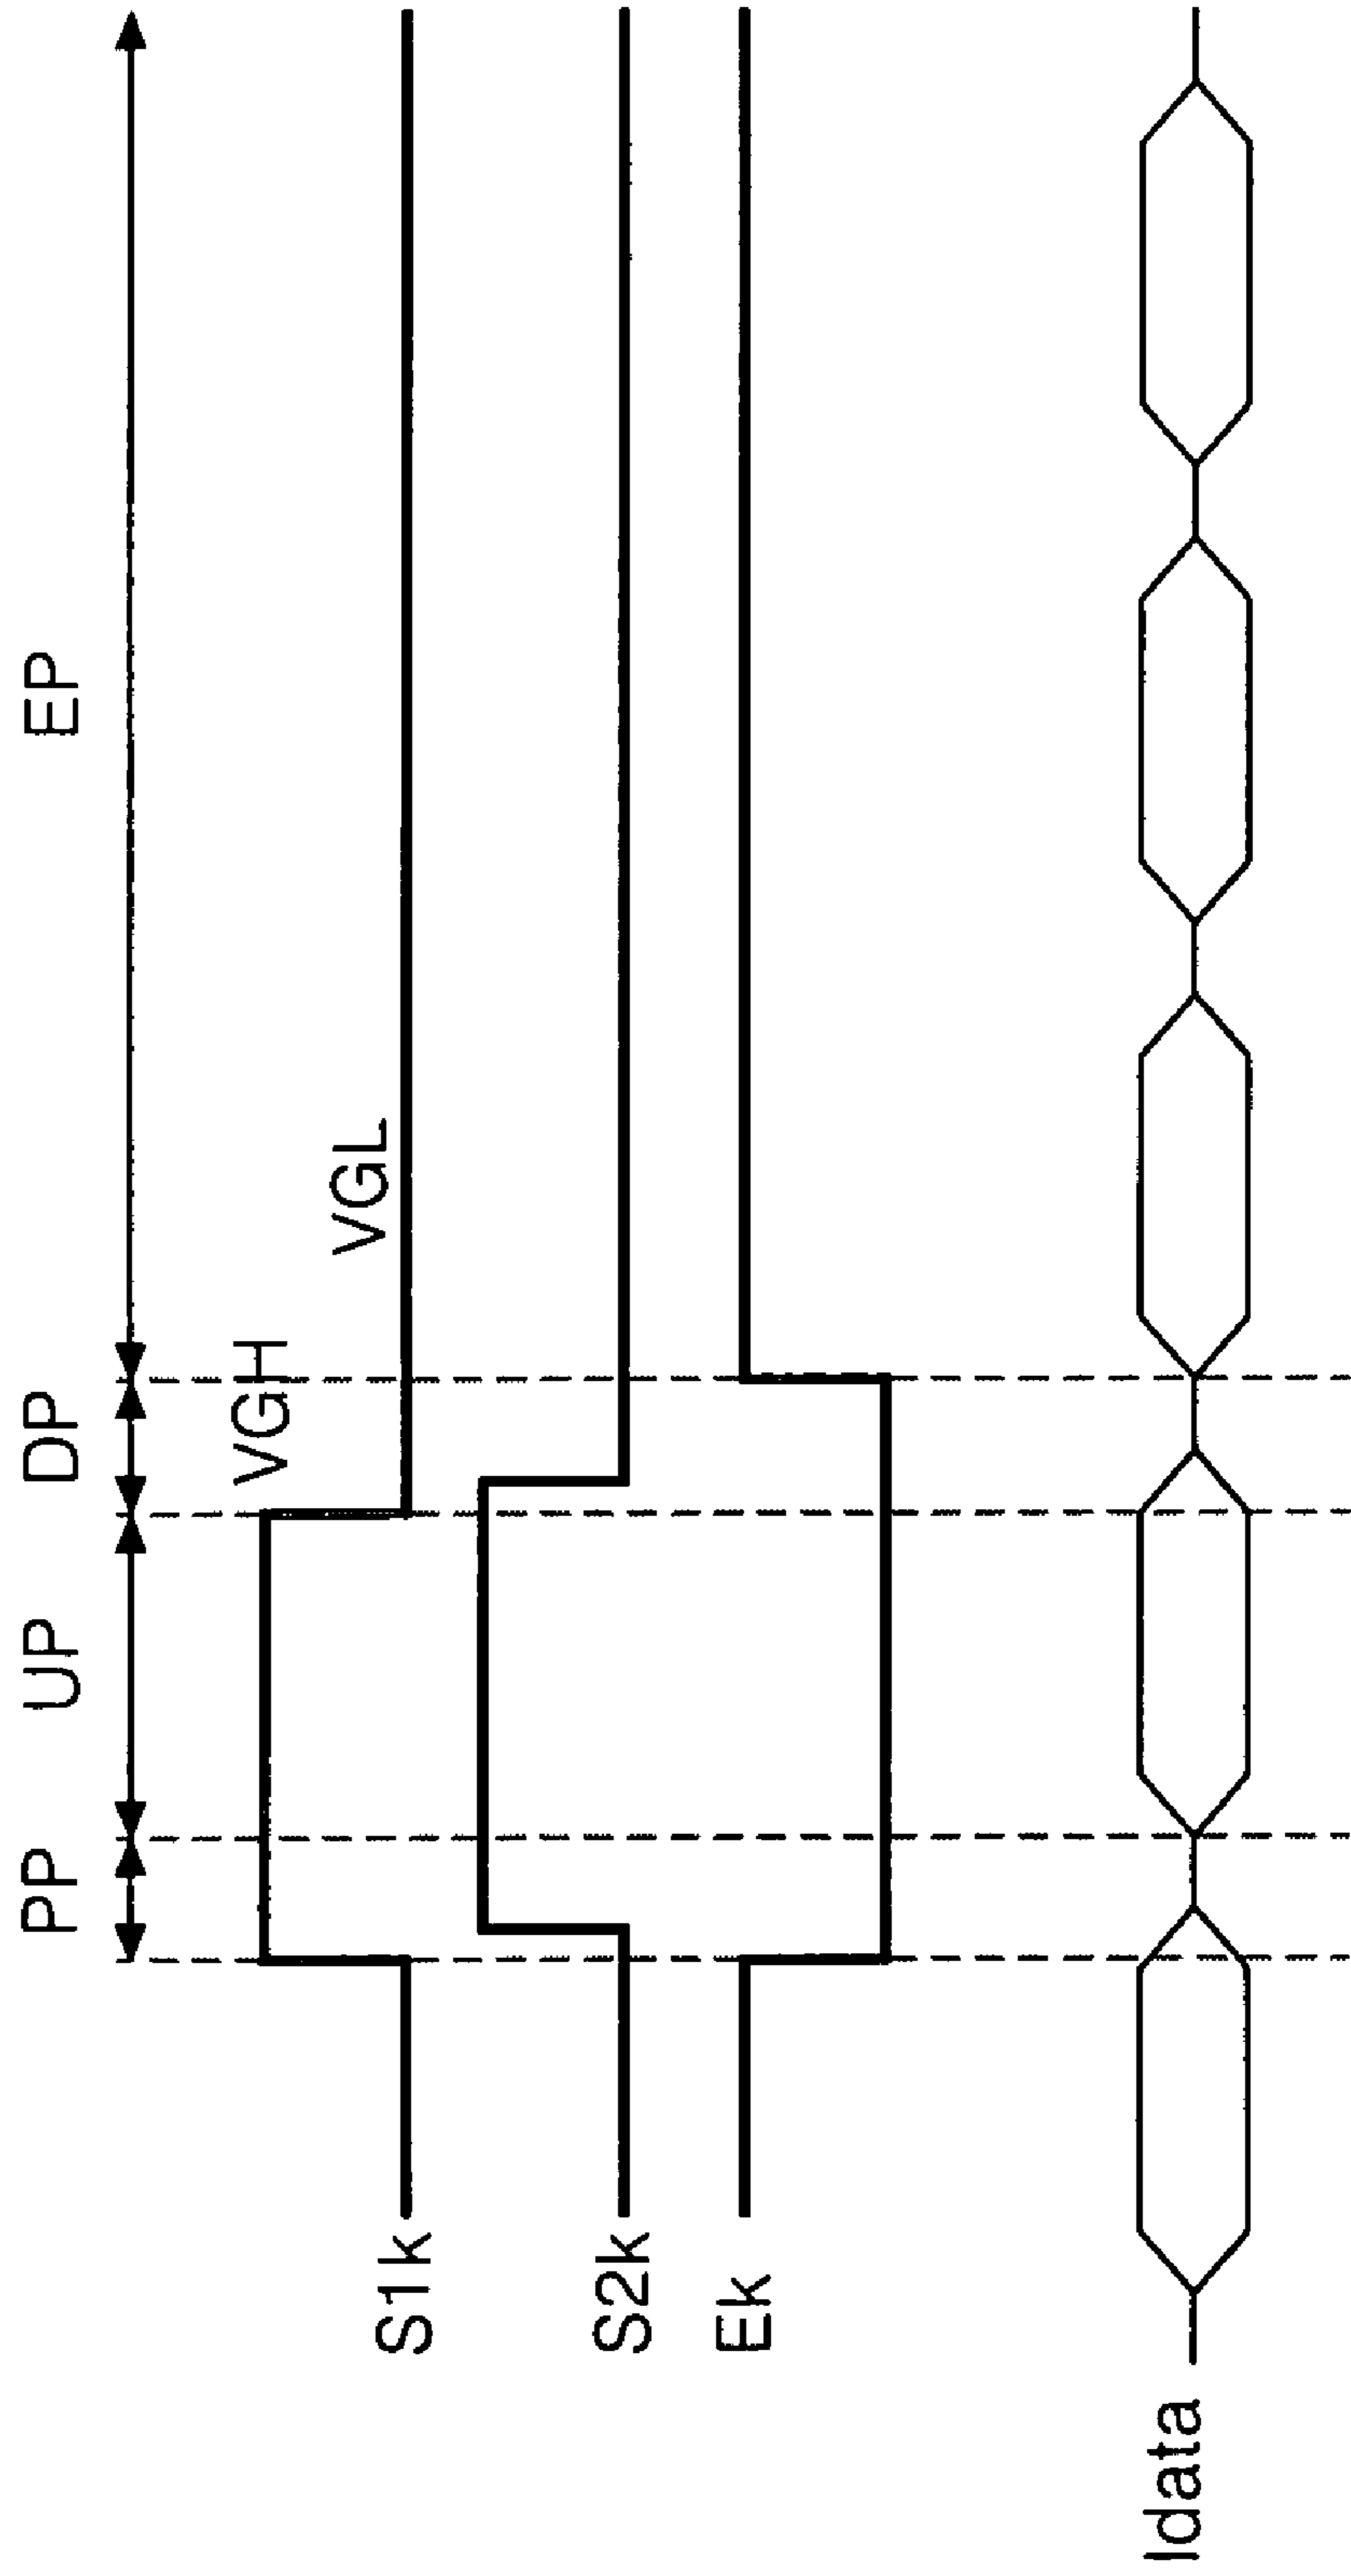 PP UP DP EP
VGH
VGL
S1k
S2k
Ek
Idata